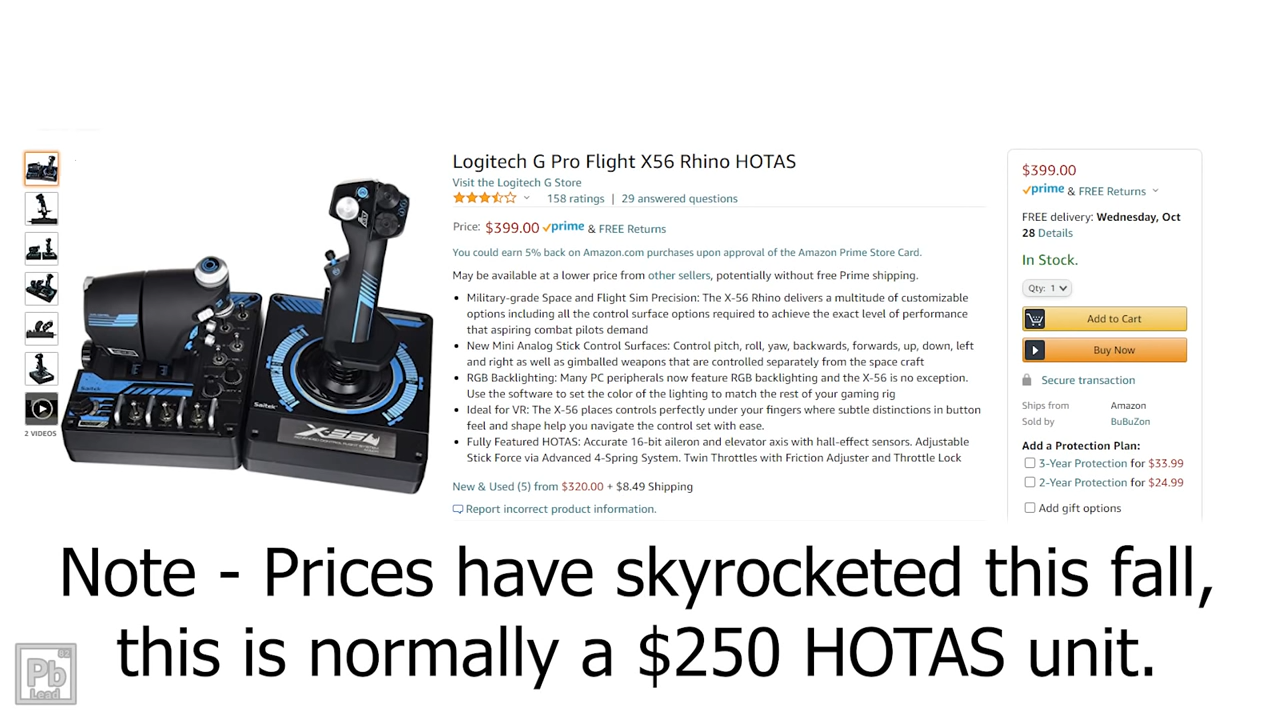 Logitech G Pro Flight X56 Rhino HOTAS
Visit the Logitech G Store
158 ratings | 29 answered questions
Price: $399.00 prime & FREE Returns
You could earn 5% back on Amazon.com purchases upon approval of the Amazon Prime Store Card.
May be available at a lower price from other sellers, potentially without free Prime shipping.
• Military-grade Space and Flight Sim Precision: The X-56 Rhino delivers a multitude of customizable
options including all the control surface options required to achieve the exact level of performance
that aspiring combat pilots demand
• New Mini Analog Stick Control Surfaces: Control pitch, roll, yaw, backwards, forwards, up, down, left
and right as well as gimballed weapons that are controlled separately from the space craft
• RGB Backlighting: Many PC peripherals now feature RGB backlighting and the X-56 is no exception.
Use the software to set the color of the lighting to match the rest of your gaming rig
• Ideal for VR: The X-56 places controls perfectly under your fingers where subtle distinctions in button
feel and shape help you navigate the control set with ease.
• Fully Featured HOTAS: Accurate 16-bit aileron and elevator axis with hall-effect sensors. Adjustable
Stick Force via Advanced 4-Spring System. Twin Throttles with Friction Adjuster and Throttle Lock
New & Used (5) from $320.00 + $8.49 Shipping
Report incorrect product information.
2 VIDEOS
Saitek
Saitek
X-56
$399.00
prime & FREE Returns
FREE delivery: Wednesday, Oct
28 Details
In Stock.
Qty: 1
Add to Cart
Buy Now
Secure transaction
Ships from Amazon
Sold by BuBuZon
Add a Protection Plan:
3-Year Protection for $33.99
2-Year Protection for $24.99
Add gift options
Note - Prices have skyrocketed this fall,
this is normally a $250 HOTAS unit.
82
Pb
Lead